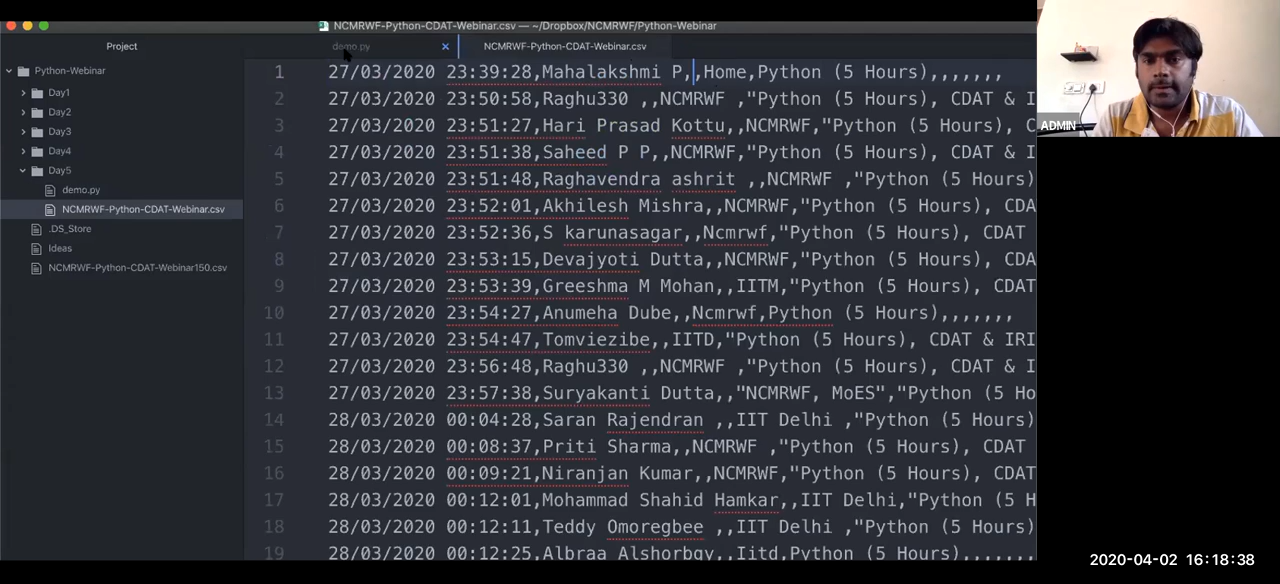 NCMRWF-Python-CDAT-Webinar.csv — ~/Dropbox/NCMRWF/Python-Webinar
Project
demo.py
NCMRWF-Python-CDAT-Webinar.csv
Python-Webinar
Day1
Day2
Day3
Day4
Day5
demo.py
NCMRWF-Python-CDAT-Webinar.csv
.DS_Store
Ideas
NCMRWF-Python-CDAT-Webinar150.csv
1 27/03/2020 23:39:28,Mahalakshmi P,,Home,Python (5 Hours),,,,,,,
2 27/03/2020 23:50:58,Raghu330 ,,NCMRWF ,"Python (5 Hours), CDAT & IRI
3 27/03/2020 23:51:27,Hari Prasad Kottu,,NCMRWF,"Python (5 Hours), C
4 27/03/2020 23:51:38,Saheed P P,,NCMRWF,"Python (5 Hours), CDAT & I
5 27/03/2020 23:51:48,Raghavendra ashrit ,,NCMRWF ,"Python (5 Hours)
6 27/03/2020 23:52:01,Akhilesh Mishra,,NCMRWF,"Python (5 Hours), CDA
7 27/03/2020 23:52:36,S karunasagar,,Ncmrwf,"Python (5 Hours), CDAT
8 27/03/2020 23:53:15,Devajyoti Dutta,,NCMRWF,"Python (5 Hours), CDA
9 27/03/2020 23:53:39,Greeshma M Mohan,,IITM,"Python (5 Hours), CDAT
10 27/03/2020 23:54:27,Anumeha Dube,,Ncmrwf,Python (5 Hours),,,,,,,
11 27/03/2020 23:54:47,Tomviezibe,,IITD,"Python (5 Hours), CDAT & IRI
12 27/03/2020 23:56:48,Raghu330 ,,NCMRWF ,"Python (5 Hours), CDAT & I
13 27/03/2020 23:57:38,Suryakanti Dutta,,"NCMRWF, MoES","Python (5 Ho
14 28/03/2020 00:04:28,Saran Rajendran ,,IIT Delhi ,"Python (5 Hours)
15 28/03/2020 00:08:37,Priti Sharma,,NCMRWF ,"Python (5 Hours), CDAT
16 28/03/2020 00:09:21,Niranjan Kumar,,NCMRWF,"Python (5 Hours), CDAT
17 28/03/2020 00:12:01,Mohammad Shahid Hamkar,,IIT Delhi,"Python (5 H
18 28/03/2020 00:12:11,Teddy Omoregbee ,,IIT Delhi ,"Python (5 Hours)
19 28/03/2020 00:12:25,Albraa Alshorbgy,,Iitd,Python (5 Hours),,,,,,,
ADMIN
2020-04-02 16:18:38